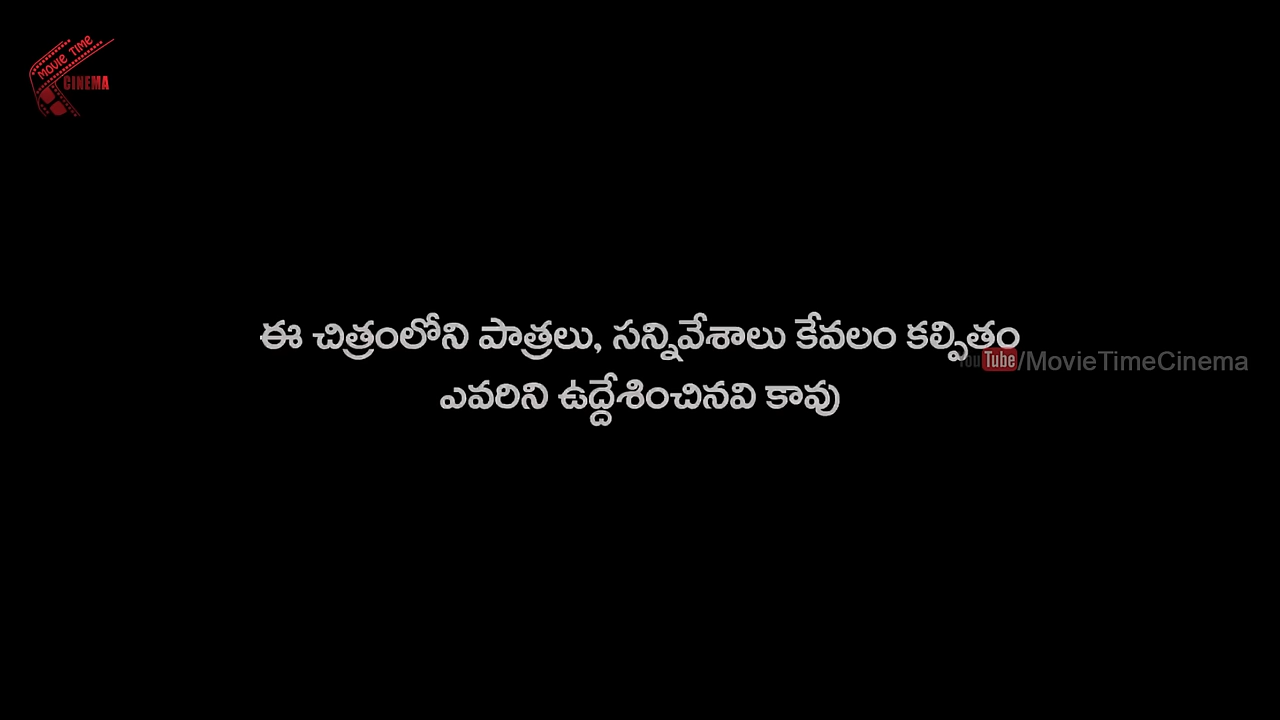 MOVIE TIME
CINEMA
ఈ చిత్రంలోని పాత్రలు, సన్నివేశాలు కేవలం కల్పితం
YouTube/MovieTimeCinema
ఎవరిని ఉద్దేశించినవి కావు